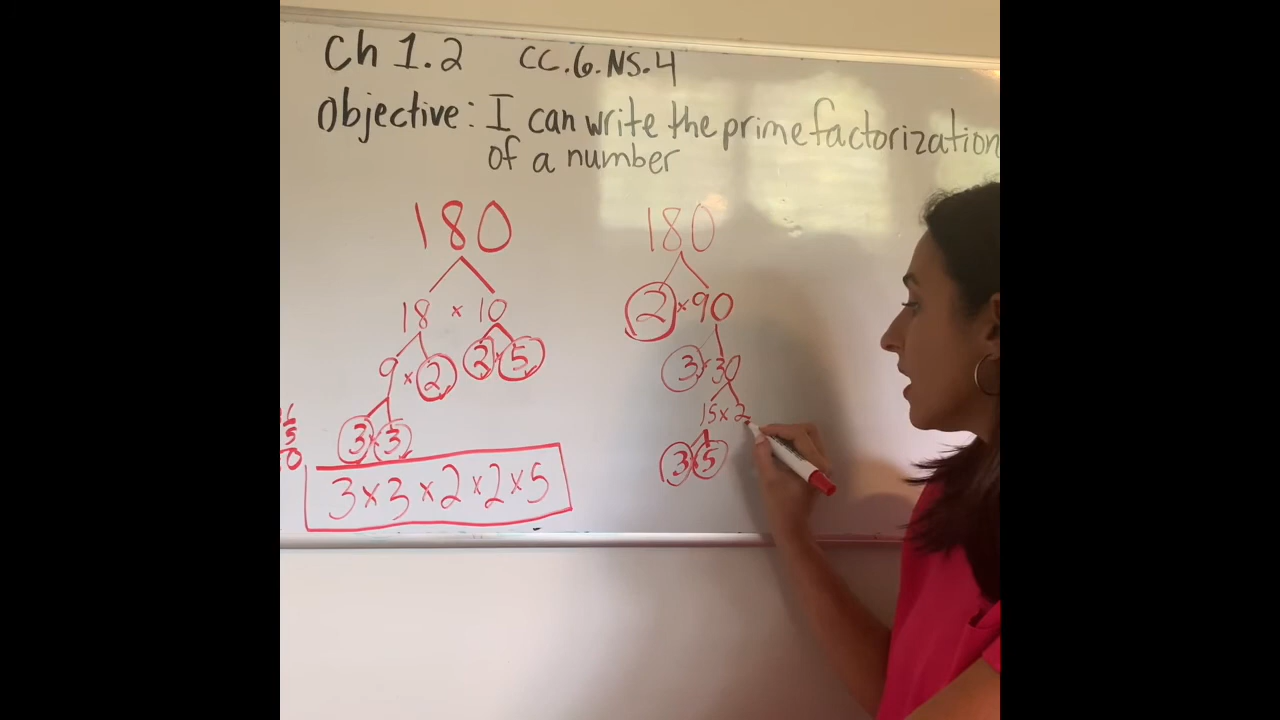 Ch 1.2 CC.6.NS.4
Objective: I can write the prime factorization
of a number
180
18 × 10
9 × 2 2 5
3 · 3
3 × 3 × 2 × 2 × 5
180
2 × 90
3 · 30
15 × 2
3 5